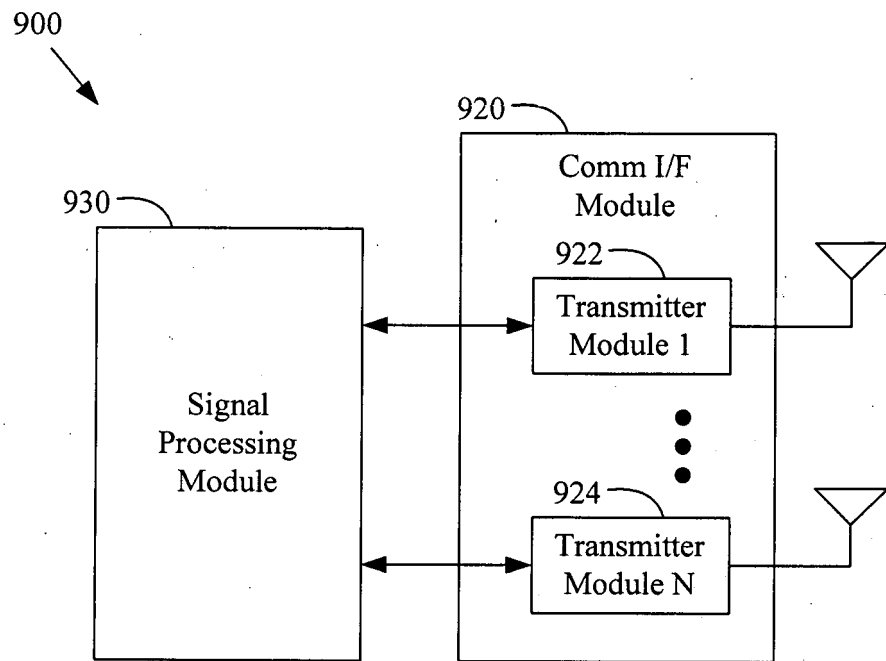 900
920
Comm I/F
Module
930
922
Transmitter
Module 1
Signal
Processing
Module
924
Transmitter
Module N